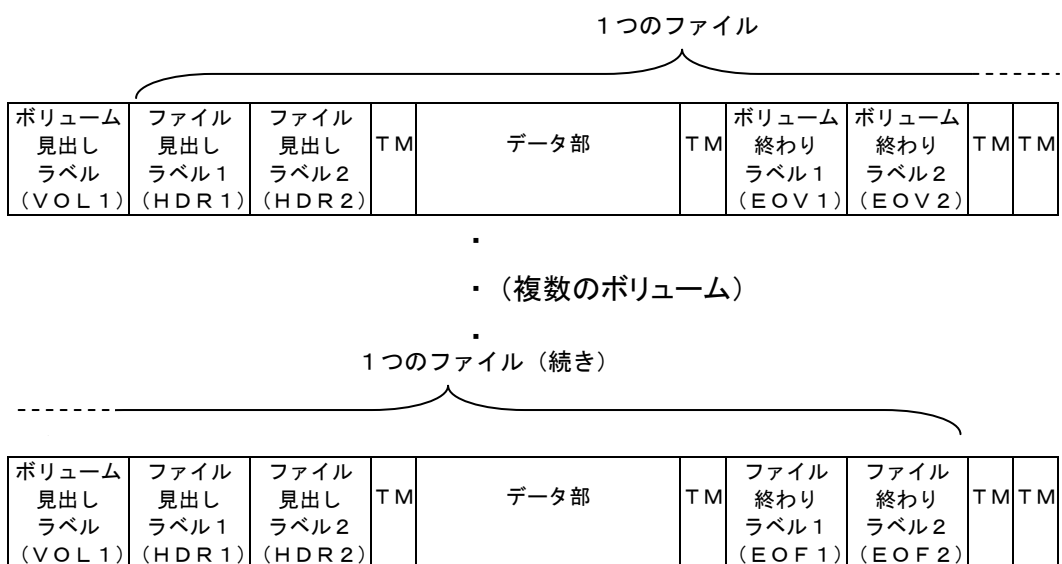 1つのファイル
ボリューム見出しラベル(VOL1)
ファイル見出しラベル1(HDR1)
ファイル見出しラベル2(HDR2)
TM
データ部
TM
ボリューム終わりラベル1(EOV1)
ボリューム終わりラベル2(EOV2)
TM
TM
・
・(複数のボリューム)
・
1つのファイル(続き)
ボリューム見出しラベル(VOL1)
ファイル見出しラベル1(HDR1)
ファイル見出しラベル2(HDR2)
TM
データ部
TM
ファイル終わりラベル1(EOF1)
ファイル終わりラベル2(EOF2)
TM
TM